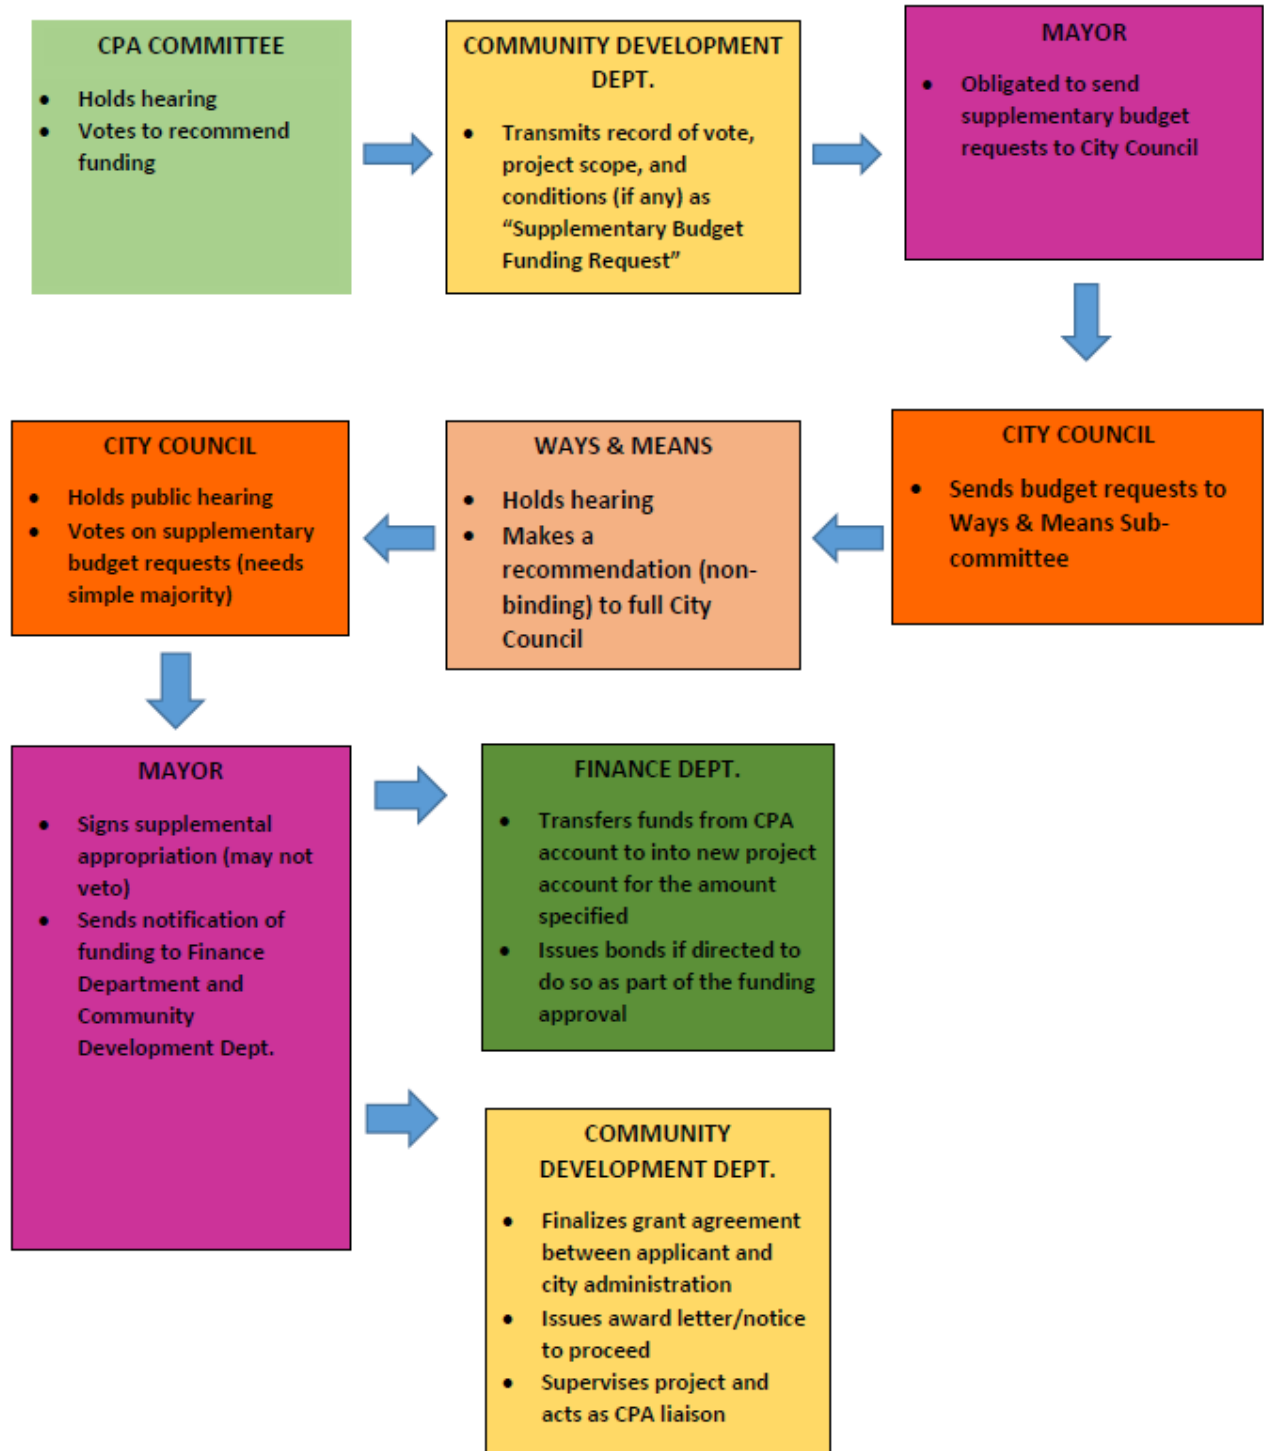 CPA COMMITTEE
• Holds hearing
• Votes to recommend
funding
COMMUNITY DEVELOPMENT
DEPT.
• Transmits record of vote,
project scope, and
conditions (if any) as
“Supplementary Budget
Funding Request”
MAYOR
• Obligated to send
supplementary budget
requests to City Council
CITY COUNCIL
• Sends budget requests to
Ways & Means Sub-
committee
WAYS & MEANS
• Holds hearing
• Makes a
recommendation (non-
binding) to full City
Council
CITY COUNCIL
• Holds public hearing
• Votes on supplementary
budget requests (needs
simple majority)
MAYOR
• Signs supplemental
appropriation (may not
veto)
• Sends notification of
funding to Finance
Department and
Community
Development Dept.
FINANCE DEPT.
• Transfers funds from CPA
account to into new project
account for the amount
specified
• Issues bonds if directed to
do so as part of the funding
approval
COMMUNITY
DEVELOPMENT DEPT.
• Finalizes grant agreement
between applicant and
city administration
• Issues award letter/notice
to proceed
• Supervises project and
acts as CPA liaison